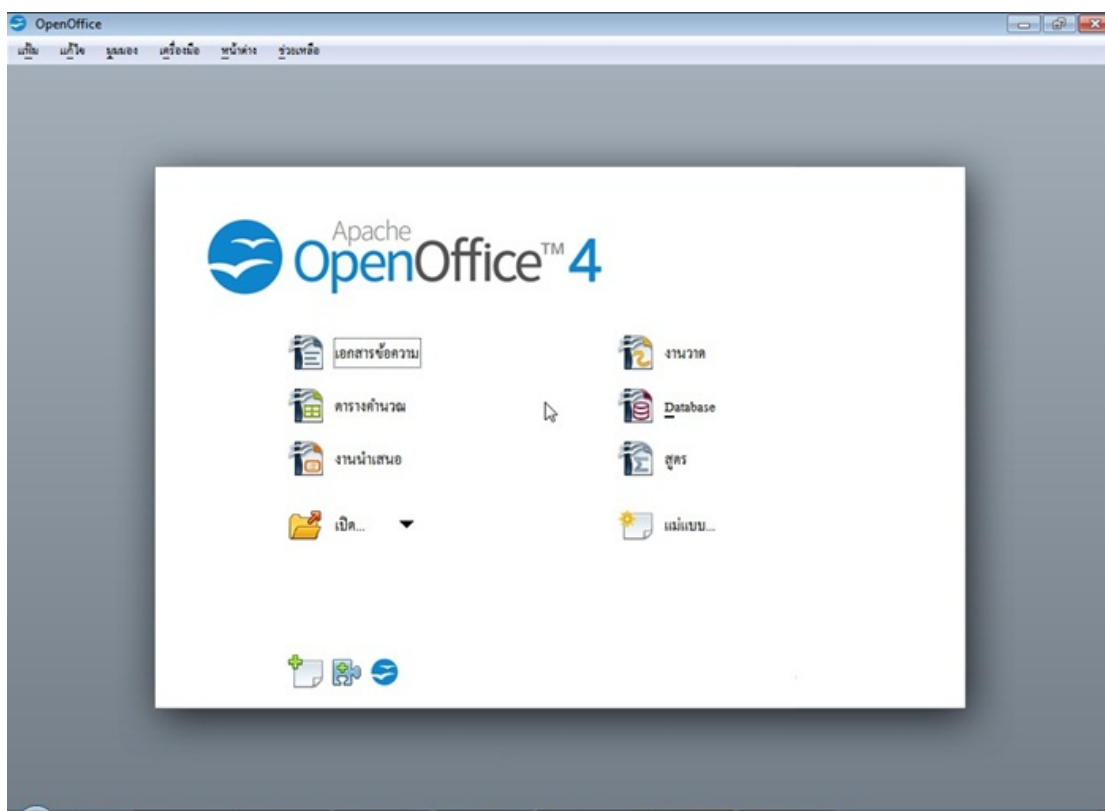 OpenOffice
แฟ้ม แก้ไข มุมมอง เครื่องมือ หน้าต่าง ช่วยเหลือ
Apache
OpenOffice™ 4
เอกสารข้อความ
งานวาด
ตารางคำนวณ
Database
งานนำเสนอ
สูตร
เปิด...
แม่แบบ...